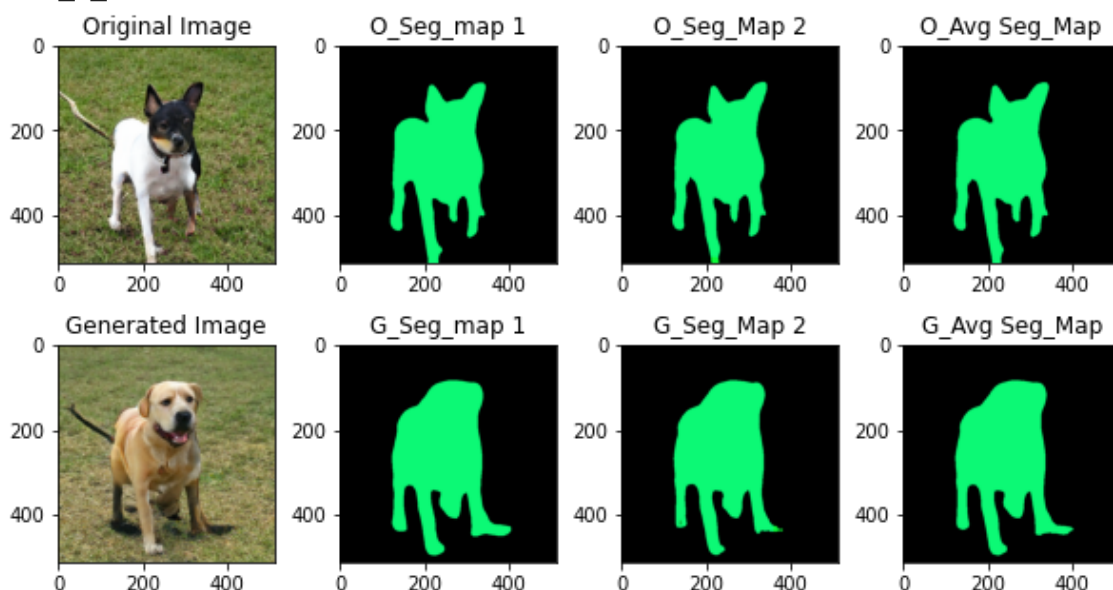 Original Image O_Seg_map 1 O_Seg_Map 2 O_Avg Seg_Map
0 0 0 0
200 200 200 200
400 400 400 400
0 200 400 0 200 400 0 200 400 0 200 400
Generated Image G_Seg_map 1 G_Seg_Map 2 G_Avg Seg_Map
0 0 0 0
200 200 200 200
400 400 400 400
0 200 400 0 200 400 0 200 400 0 200 400